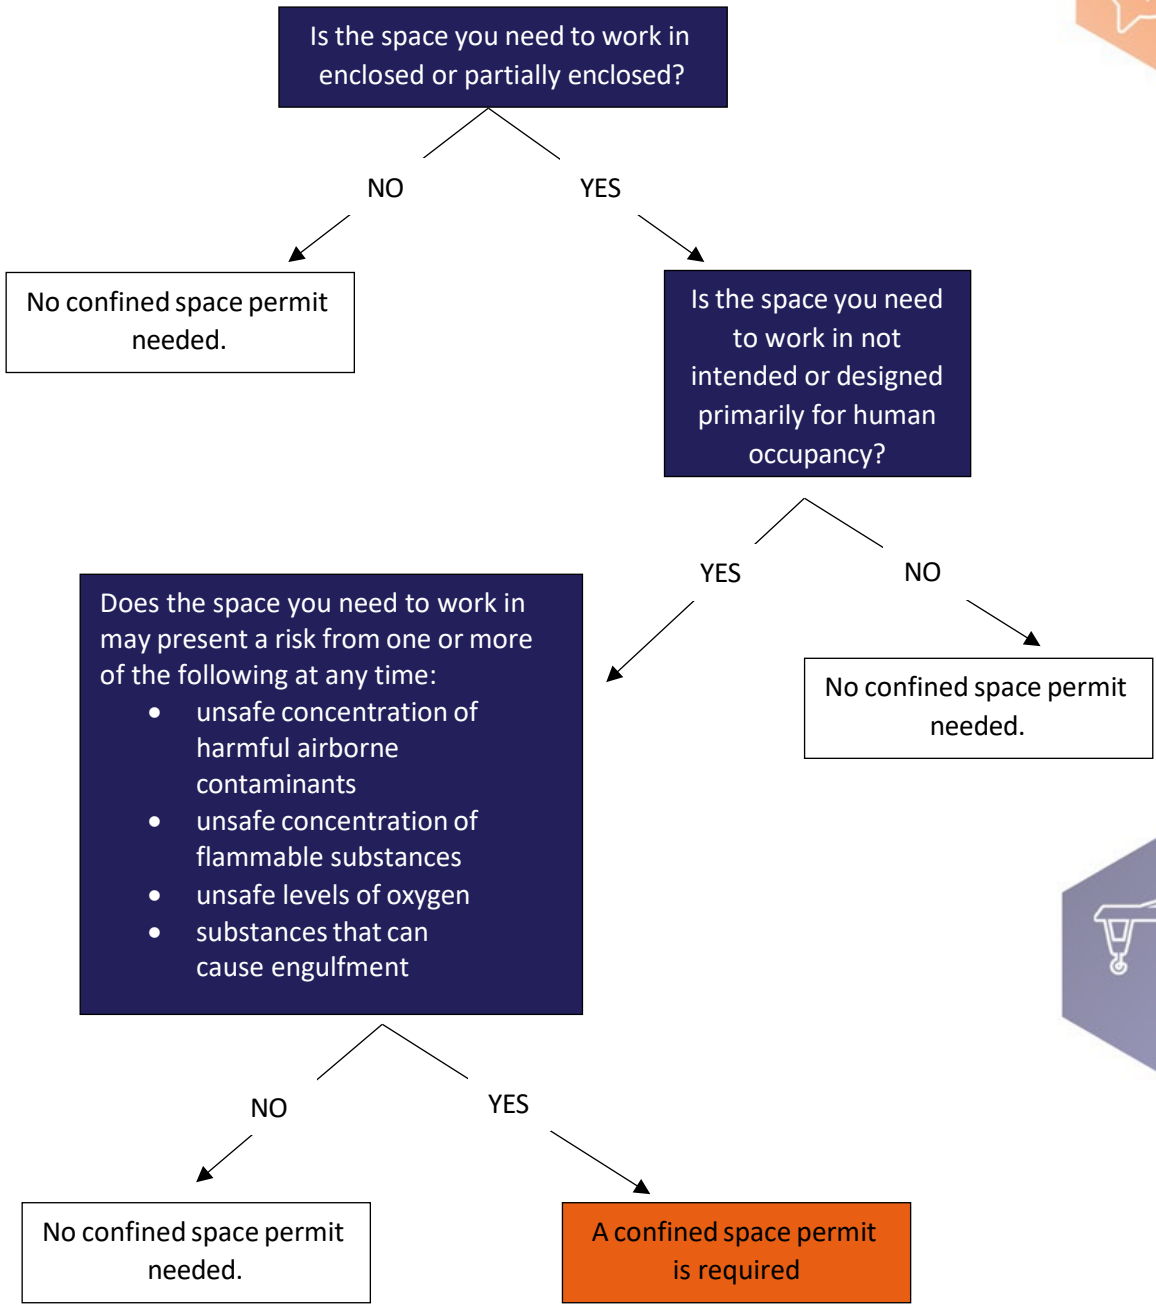 Is the space you need to work in
enclosed or partially enclosed?
NO
YES
No confined space permit
needed.
Is the space you need
to work in not
intended or designed
primarily for human
occupancy?
YES
NO
Does the space you need to work in
may present a risk from one or more
of the following at any time:
• unsafe concentration of
harmful airborne
contaminants
• unsafe concentration of
flammable substances
• unsafe levels of oxygen
• substances that can
cause engulfment
No confined space permit
needed.
NO
YES
No confined space permit
needed.
A confined space permit
is required